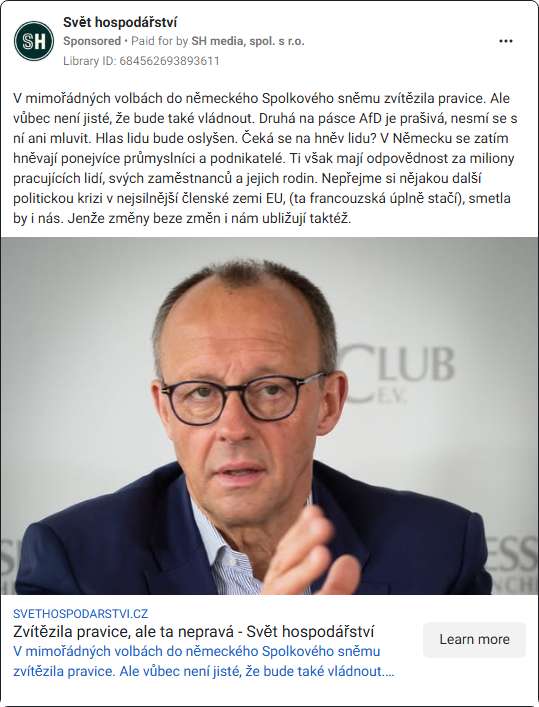 Svět hospodářství
SH
Sponsored • Paid for by SH media, spol. s r.o.
Library ID: 684562693893611
V mimořádných volbách do německého Spolkového sněmu zvítězila pravice. Ale
vůbec není jisté, že bude také vládnout. Druhá na pásce AfD je prašivá, nesmí se s
ní ani mluvit. Hlas lidu bude oslyšen. Čeká se na hněv lidu? V Německu se zatím
hněvají ponejvíce průmyslníci a podnikatelé. Ti však mají odpovědnost za miliony
pracujících lidí, svých zaměstnanců a jejich rodin. Nepřejme si nějakou další
politickou krizi v nejsilnější členské zemi EU, (ta francouzská úplně stačí), smetla
by i nás. Jenže změny beze změn i nám ubližují taktéž.
CLUB
E.V.
ESS
SVETHOSPODARSTVI.CZ
Zvítězila pravice, ale ta nepravá - Svět hospodářství
V mimořádných volbách do německého Spolkového sněmu
zvítězila pravice. Ale vůbec není jisté, že bude také vládnout....
Learn more